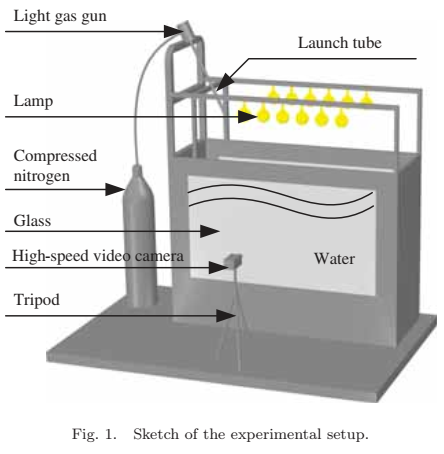 Light gas gun
Launch tube
Lamp
Compressed
nitrogen
Glass
High-speed video camera
Water
Tripod
Fig. 1. Sketch of the experimental setup.